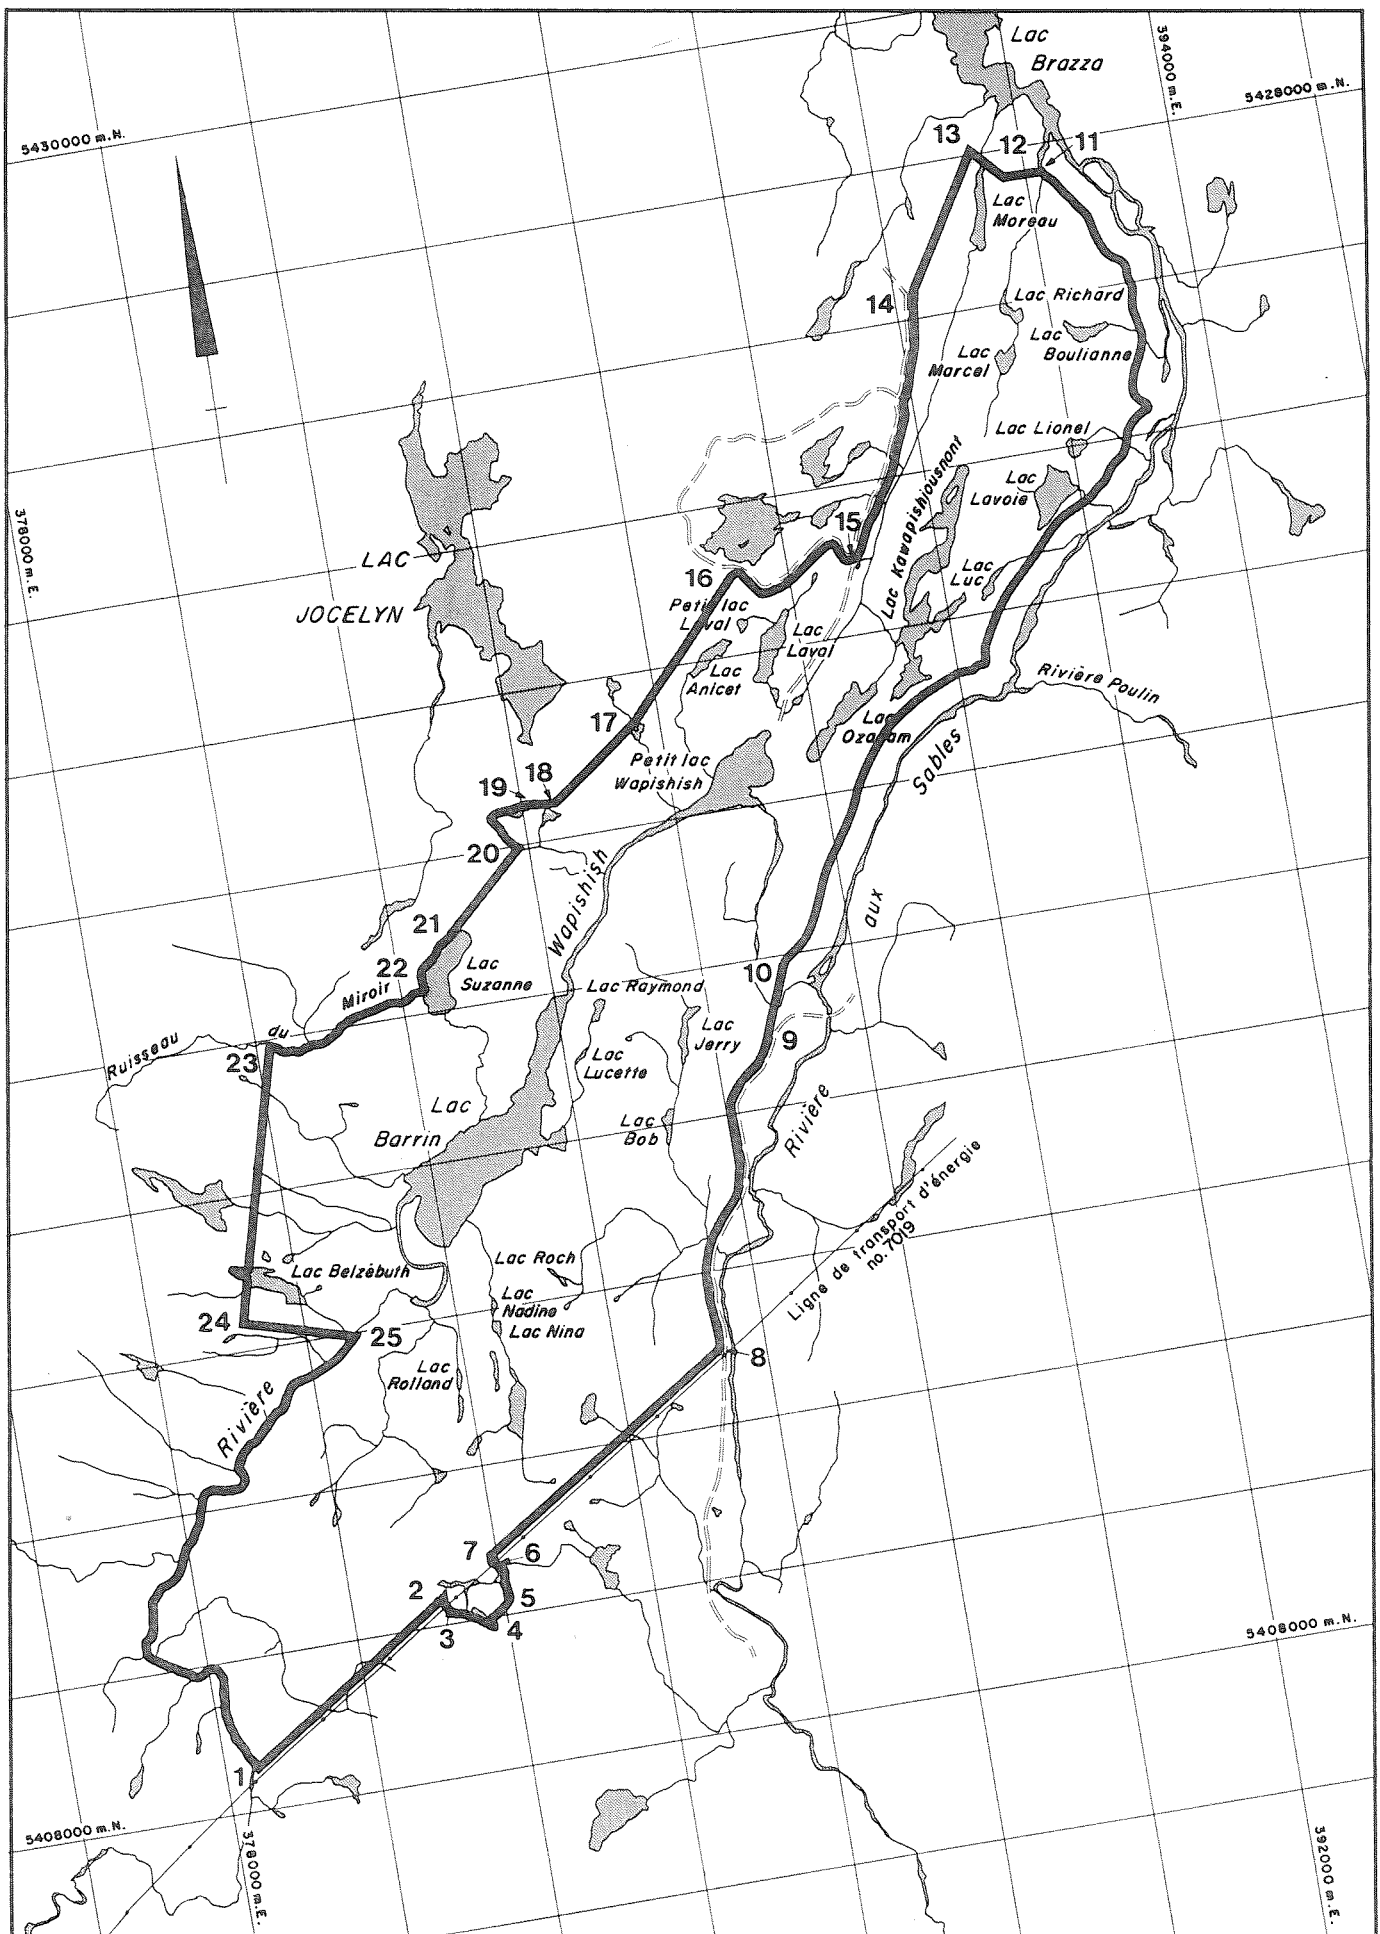 Lac
Brazza
394000 m.E.
5428000 m.N.
5430000 m.N.
13
12
11
Lac
Moreau
14
Lac Richard
Lac
Boulianne
Lac
Marcel
Lac Lionel
Lac Kawapishiousnont
Lac
Lavoie
378000 m.E.
15
LAC
JOCELYN
16
Petit lac
Laval
Lac
Luc
Lac
Laval
Lac
Anicet
Rivière Poulin
17
Lac
Ozanam
Sables
Petit lac
Wapishish
18
19
20
Wapishish
aux
21
22
Lac
Suzanne
10
Miroir
Lac Raymond
du
Ruisseau
23
Lac
Jerry
9
Lac
Lucette
Lac
Barrin
Lac
Bob
Rivière
Ligne de transport d'énergie
no. 7019
Lac Roch
Lac Belzébuth
Lac
Nadine
Lac Nina
24
25
8
Lac
Rolland
Rivière
7
6
2
5
3
4
5408000 m.N.
1
5408000 m.N.
378000 m.E.
392000 m.E.